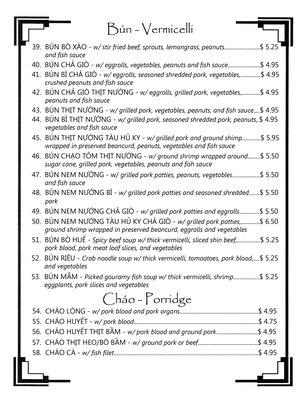 Bún - Vermicelli
39. BÚN BÒ XÀO - w/ stir fried beef, sprouts, lemongrass, peanuts..................$ 5.25
and fish sauce
40. BÚN CHẢ GIÒ - w/ eggrolls, vegetables, peanuts and fish sauce...............$ 4.95
41. BÚN BÌ CHẢ GIÒ - w/ eggrolls, seasoned shredded pork, vegetables,..........$ 4.95
crushed peanuts and fish sauce
42. BÚN CHẢ GIÒ THỊT NƯỚNG - w/ eggrolls, grilled pork, vegetables,...........$ 4.95
peanuts and fish sauce
43. BÚN THỊT NƯỚNG - w/ grilled pork, vegetables, peanuts, and fish sauce....$ 4.95
44. BÚN BÌ THỊT NƯỚNG - w/ grilled pork, seasoned shredded pork, peanuts,.$ 4.95
vegetables and fish sauce
45. BÚN THỊT NƯỚNG TÀU HỦ KY - w/ grilled pork and ground shrimp........$ 5.95
wrapped in preserved beancurd, peanuts, vegetables and fish sauce
46. BÚN CHẠO TÔM THỊT NƯỚNG - w/ ground shrimp wrapped around.......$ 5.50
sugar cane, grilled pork, vegetables, peanuts and fish sauce
47. BÚN NEM NƯỚNG - w/ grilled pork patties, peanuts, vegetables................$ 5.50
and fish sauce
48. BÚN NEM NƯỚNG BÌ - w/ grilled pork patties and seasoned shredded......$ 5.50
pork
49. BÚN NEM NƯỚNG CHẢ GIÒ - w/ grilled pork patties and eggrolls............$ 5.50
50. BÚN NEM NƯỚNG TÀU HỦ KY CHẢ GIÒ - w/ grilled pork patties,..........$ 6.50
ground shrimp wrapped in preserved beancurd, eggrolls and vegetables
51. BÚN BÒ HUẾ - Spicy beef soup w/ thick vermicelli, sliced shin beef,...........$ 5.25
pork blood, pork meat loaf slices, and vegetables
52. BÚN RIÊU - Crab noodle soup w/ thick vermicelli, tomoatoes, pork blood,...$ 5.25
and vegetables
53. BÚN MẮM - Picked gouramy fish soup w/ thick vermicelli, shrimp..............$ 5.25
eggplants, pork slices and vegetables
Cháo - Porridge
54. CHÁO LÒNG - w/ pork blood and pork organs.......................................$ 4.95
55. CHÁO HUYẾT - w/ pork blood..........................................................$ 4.75
56. CHÁO HUYẾT THỊT BẰM - w/ pork blood and ground pork......................$ 4.95
57. CHÁO THỊT HEO/BÒ BẰM - w/ ground pork or beef.............................$ 4.95
58. CHÁO CÁ - w/ fish filet...................................................................$ 4.95